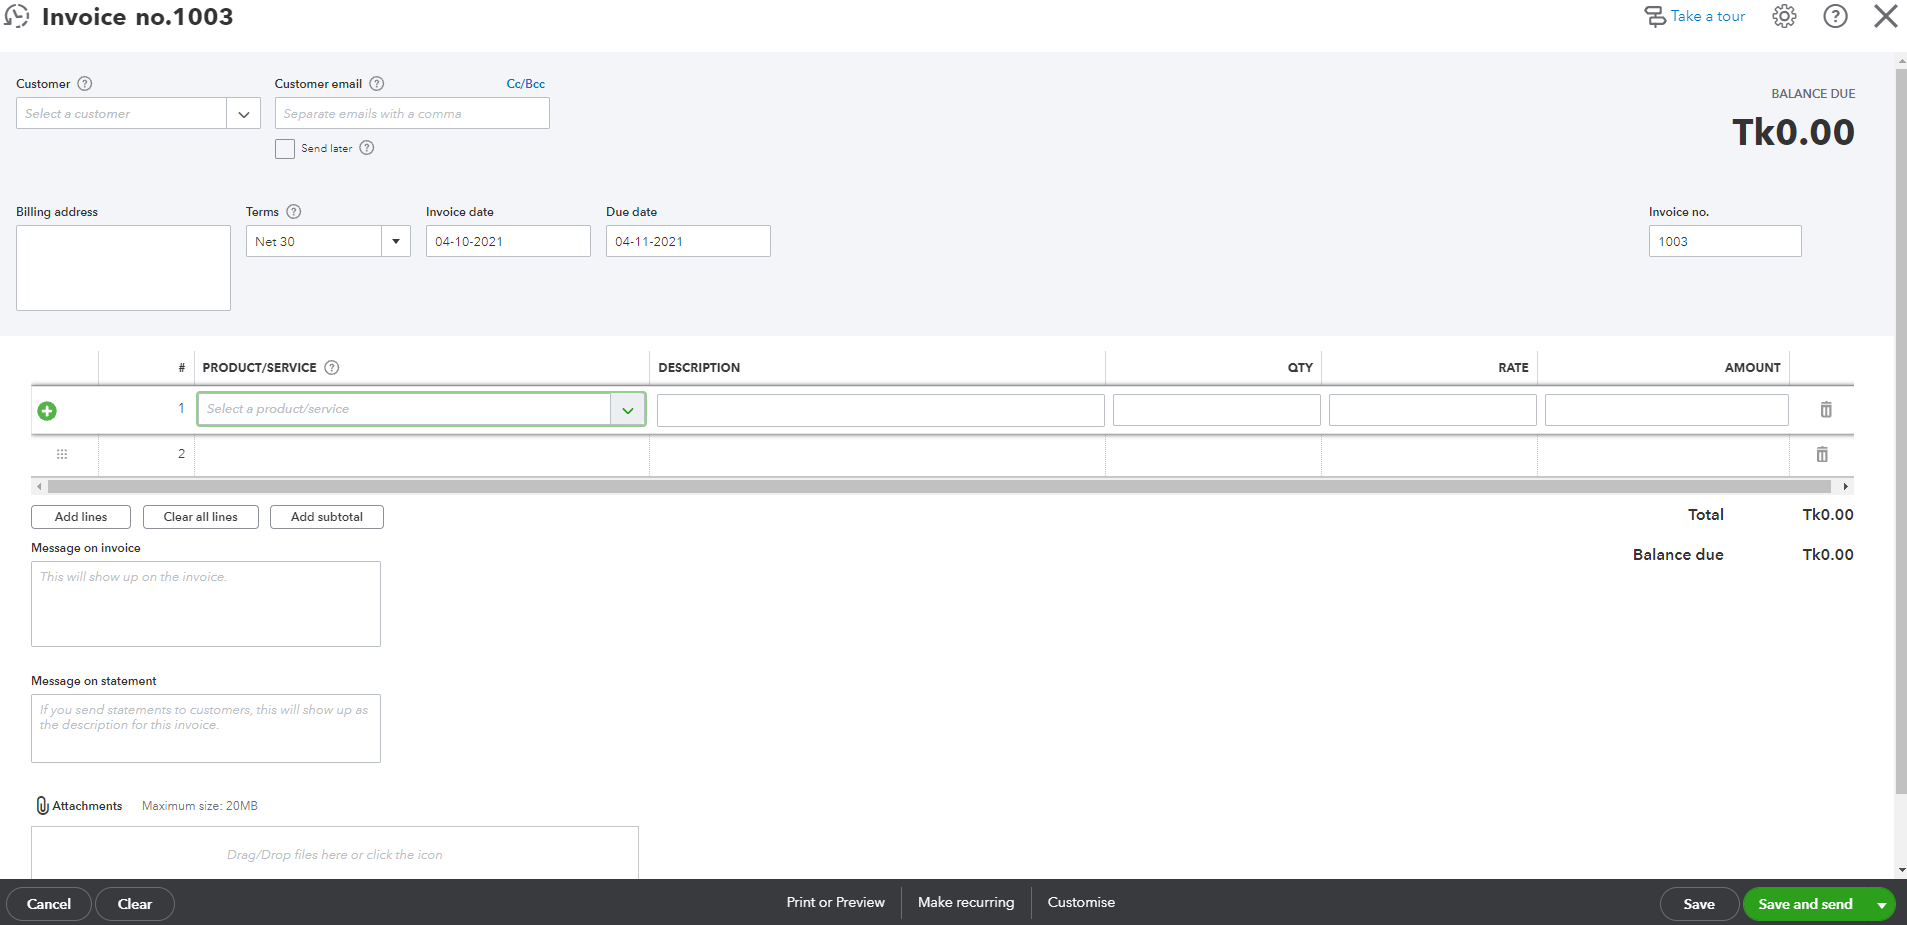 Invoice no.1003
Take a tour
Customer
Customer email
Cc/Bcc
BALANCE DUE
Select a customer
Separate emails with a comma
Tk0.00
Send later
Billing address
Terms
Invoice date
Due date
Invoice no.
Net 30
04-10-2021
04-11-2021
1003
# PRODUCT/SERVICE DESCRIPTION QTY RATE AMOUNT
1 Select a product/service
2
Add lines
Clear all lines
Add subtotal
Total Tk0.00
Message on invoice
Balance due Tk0.00
This will show up on the invoice.
Message on statement
If you send statements to customers, this will show up as
the description for this invoice.
Attachments Maximum size: 20MB
Drag/Drop files here or click the icon
Cancel
Clear
Print or Preview
Make recurring
Customise
Save
Save and send